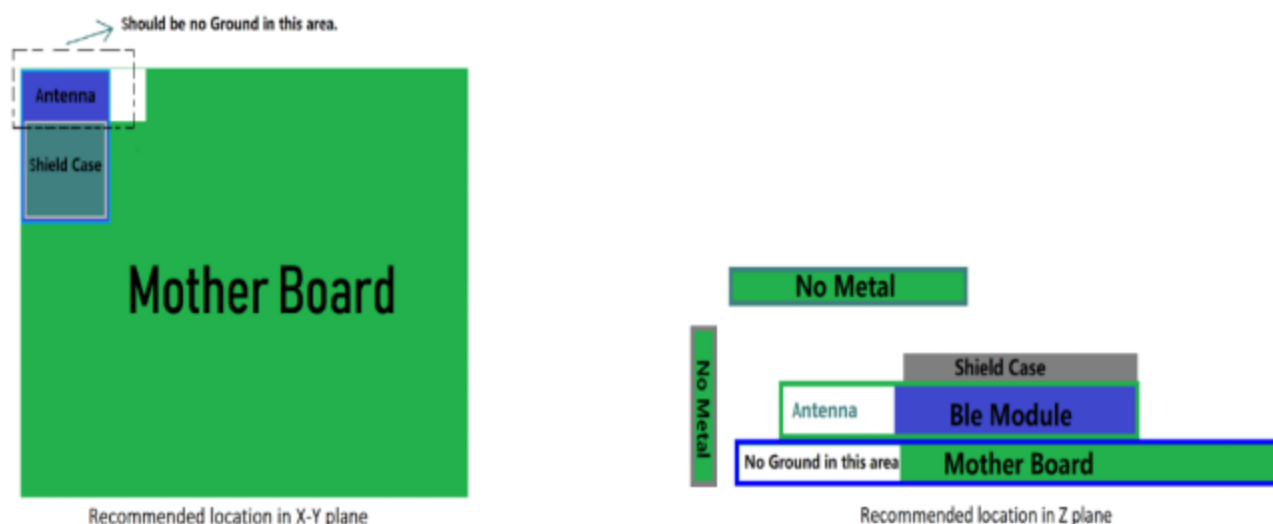 Should be no Ground in this area.
Antenna
Shield Case
Mother Board
Recommended location in X-Y plane
No Metal
No Metal
Shield Case
Antenna
Ble Module
No Ground in this area
Mother Board
Recommended location in Z plane